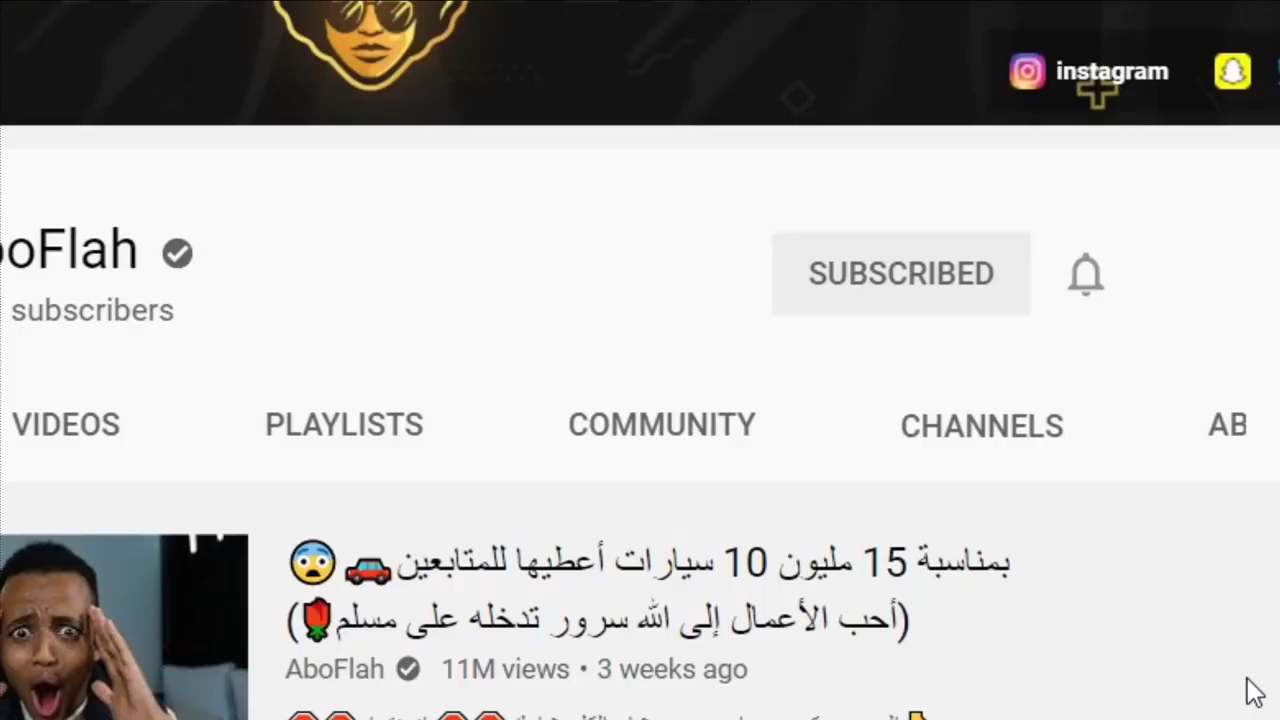 instagram
boFlah
SUBSCRIBED
subscribers
VIDEOS PLAYLISTS COMMUNITY CHANNELS AB
بمناسبة 15 مليون 10 سيارات أعطيها للمتابعين🚗😨
(أحب الأعمال إلى الله سرور تدخله على مسلم🌹)
AboFlah 11M views • 3 weeks ago